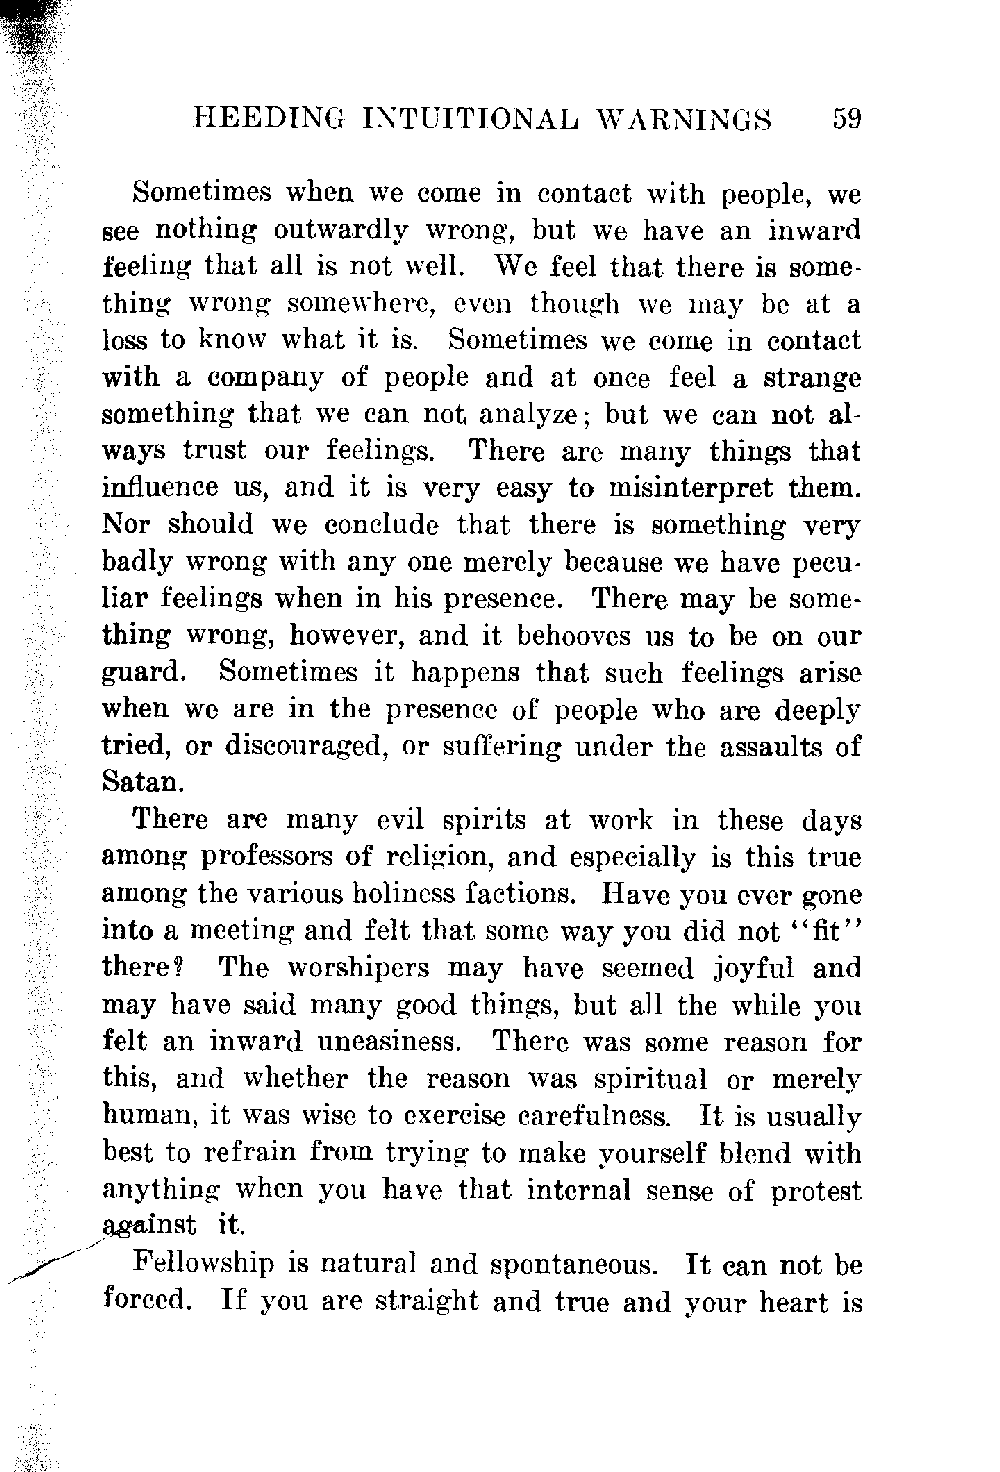 HEEDING INTUITIONAL WARNINGS 59
Sometimes when we come in contact with people, we
see nothing outwardly wrong, but we have an inward
feeling that all is not well. We feel that there is some-
thing wrong somewhere, even though we may be at a
loss to know what it is. Sometimes we come in contact
with a company of people and at once feel a strange
something that we can not analyze; but we can not al-
ways trust our feelings. There are many things that
influence us, and it is very easy to misinterpret them.
Nor should we conclude that there is something very
badly wrong with any one merely because we have pecu-
liar feelings when in his presence. There may be some-
thing wrong, however, and it behooves us to be on our
guard. Sometimes it happens that such feelings arise
when we are in the presence of people who are deeply
tried, or discouraged, or suffering under the assaults of
Satan.
There are many evil spirits at work in these days
among professors of religion, and especially is this true
among the various holiness factions. Have you ever gone
into a meeting and felt that some way you did not "fit"
there? The worshipers may have seemed joyful and
may have said many good things, but all the while you
felt an inward uneasiness. There was some reason for
this, and whether the reason was spiritual or merely
human, it was wise to exercise carefulness. It is usually
best to refrain from trying to make yourself blend with
anything when you have that internal sense of protest
against it.
Fellowship is natural and spontaneous. It can not be
forced. If you are straight and true and your heart is